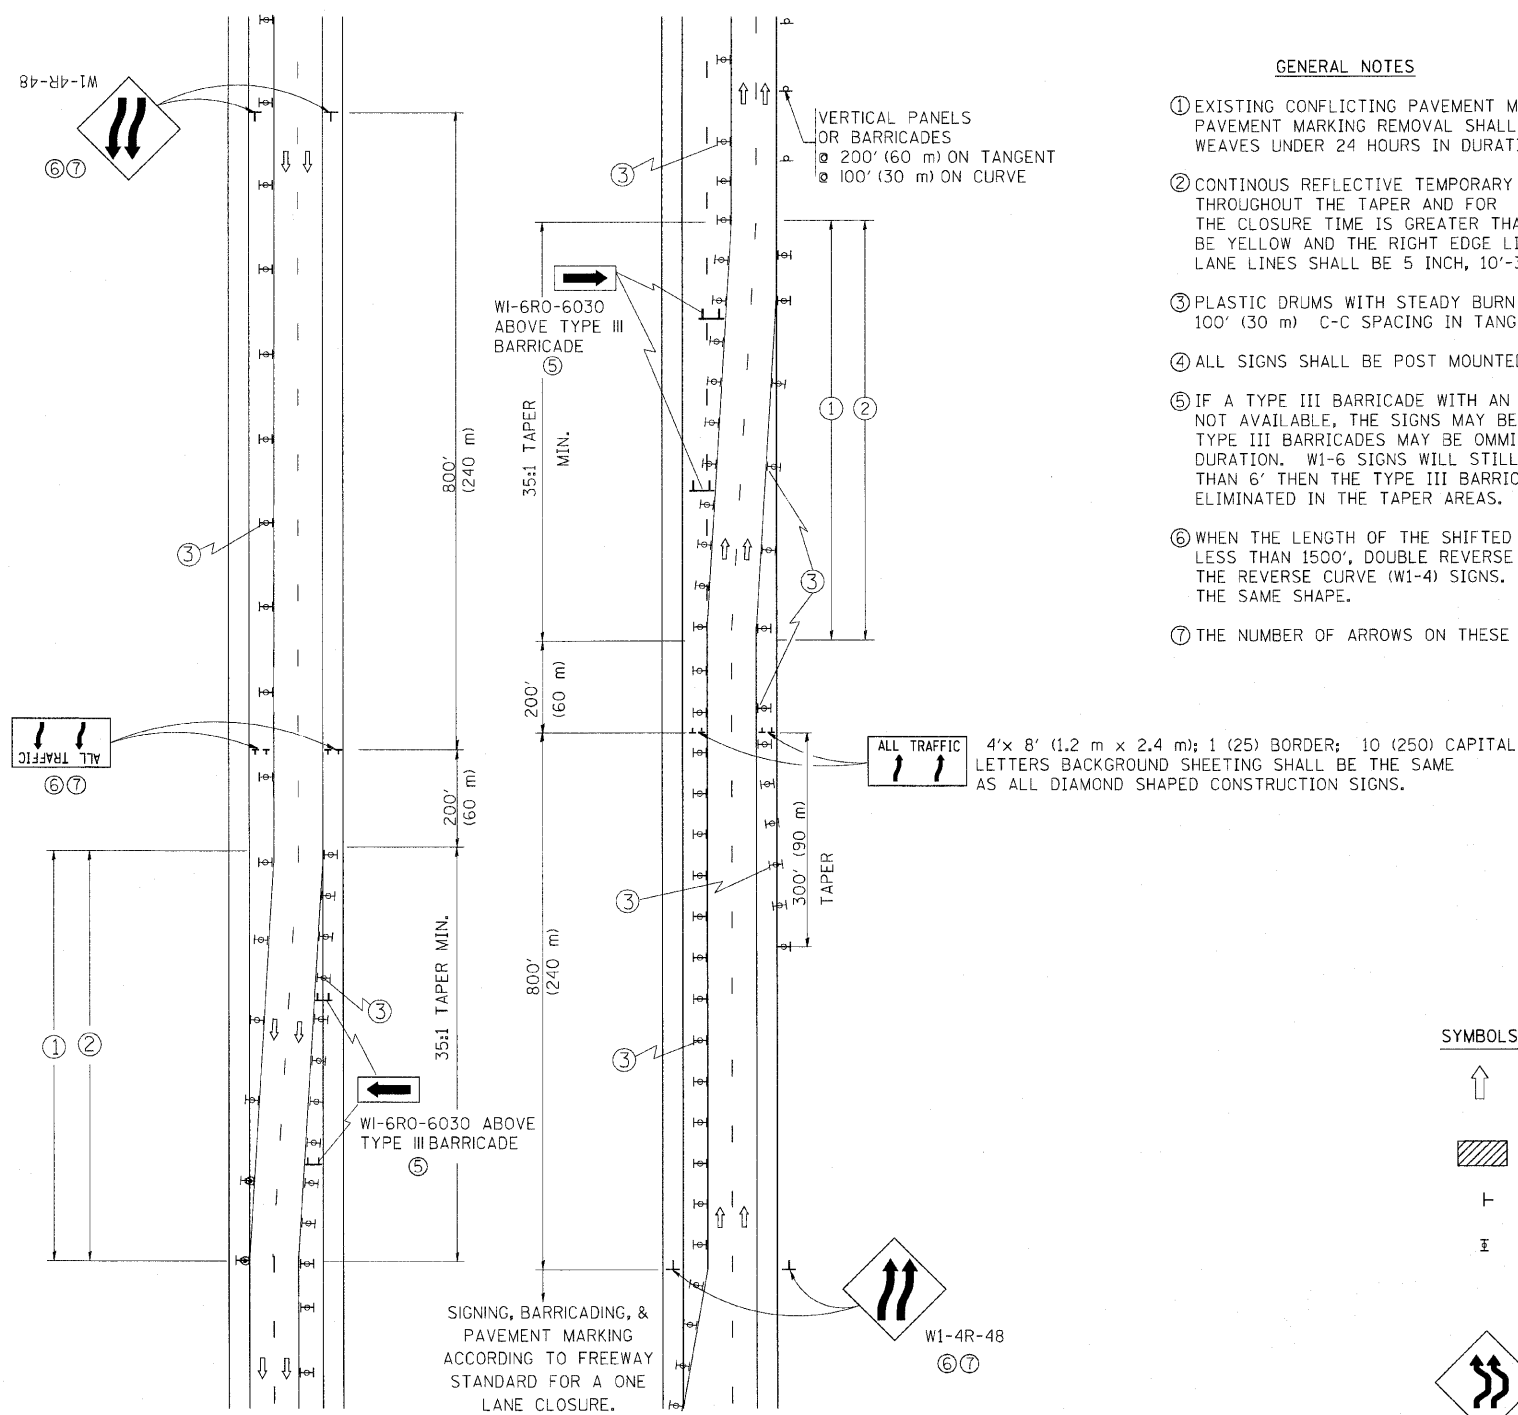 W1-4R-48
⑥⑦
③
800'
(240 m)
ALL TRAFFIC
⑥⑦
200'
(60 m)
① ②
35:1 TAPER MIN.
③
W1-6RO-6030 ABOVE
TYPE III BARRICADE
⑤
VERTICAL PANELS
OR BARRICADES
@ 200' (60 m) ON TANGENT
@ 100' (30 m) ON CURVE
③
W1-6RO-6030
ABOVE TYPE III
BARRICADE
⑤
35:1 TAPER
MIN.
① ②
③
200'
(60 m)
ALL TRAFFIC
4'x 8' (1.2 m x 2.4 m); 1 (25) BORDER; 10 (250) CAPITAL
LETTERS BACKGROUND SHEETING SHALL BE THE SAME
AS ALL DIAMOND SHAPED CONSTRUCTION SIGNS.
300' (90 m)
TAPER
③
800'
(240 m)
③
SIGNING, BARRICADING, &
PAVEMENT MARKING
ACCORDING TO FREEWAY
STANDARD FOR A ONE
LANE CLOSURE.
W1-4R-48
⑥⑦
GENERAL NOTES
① EXISTING CONFLICTING PAVEMENT M
PAVEMENT MARKING REMOVAL SHALL
WEAVES UNDER 24 HOURS IN DURATI
② CONTINOUS REFLECTIVE TEMPORARY
THROUGHOUT THE TAPER AND FOR
THE CLOSURE TIME IS GREATER THA
BE YELLOW AND THE RIGHT EDGE LI
LANE LINES SHALL BE 5 INCH, 10'-3
③ PLASTIC DRUMS WITH STEADY BURN
100' (30 m) C-C SPACING IN TANG
④ ALL SIGNS SHALL BE POST MOUNTED
⑤ IF A TYPE III BARRICADE WITH AN
NOT AVAILABLE, THE SIGNS MAY BE
TYPE III BARRICADES MAY BE OMMI
DURATION. W1-6 SIGNS WILL STILL
THAN 6' THEN THE TYPE III BARRIC
ELIMINATED IN THE TAPER AREAS.
⑥ WHEN THE LENGTH OF THE SHIFTED
LESS THAN 1500', DOUBLE REVERSE
THE REVERSE CURVE (W1-4) SIGNS.
THE SAME SHAPE.
⑦ THE NUMBER OF ARROWS ON THESE
SYMBOLS